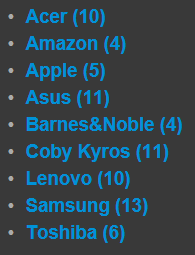 • Acer (10)
• Amazon (4)
• Apple (5)
• Asus (11)
• Barnes&Noble (4)
• Coby Kyros (11)
• Lenovo (10)
• Samsung (13)
• Toshiba (6)